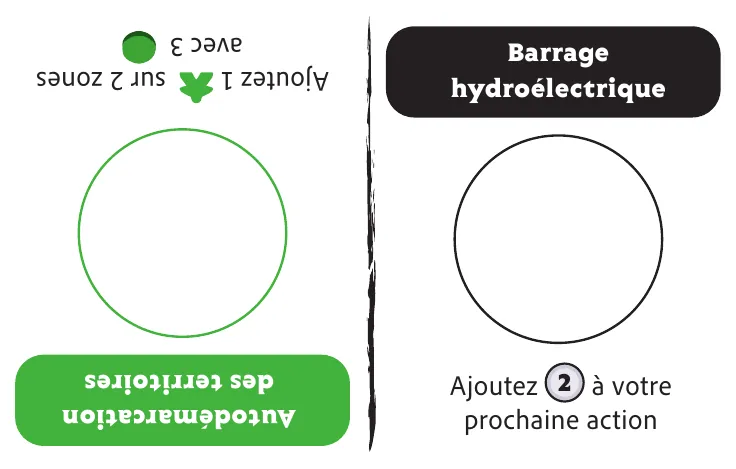 Autodémarcation
des territoires
Ajoutez 1 sur 2 zones
avec 3
Barrage
hydroélectrique
Ajoutez 2 à votre
prochaine action